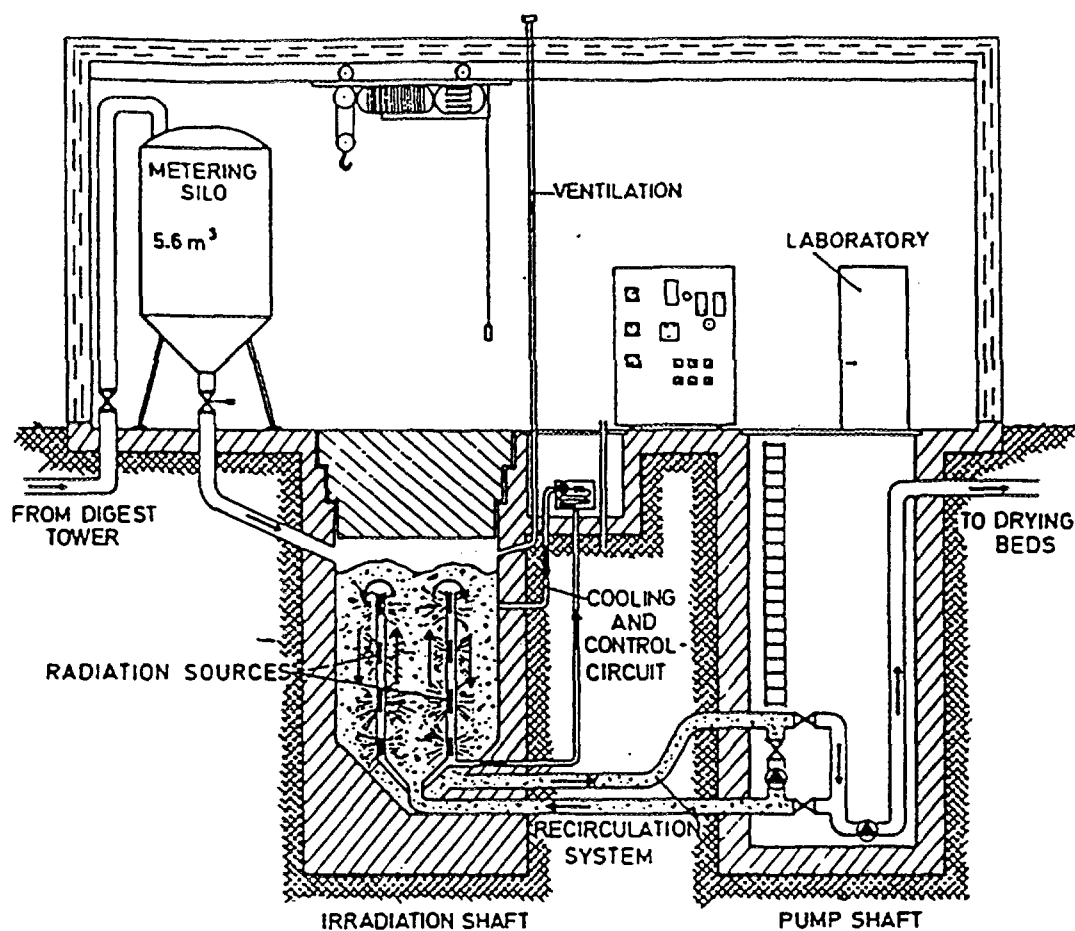 METERING
SILO
5.6 m³
VENTILATION
LABORATORY
FROM DIGEST
TOWER
TO DRYING
BEDS
COOLING
AND
CONTROL-
CIRCUIT
RADIATION SOURCES
RECIRCULATION
SYSTEM
IRRADIATION SHAFT
PUMP SHAFT